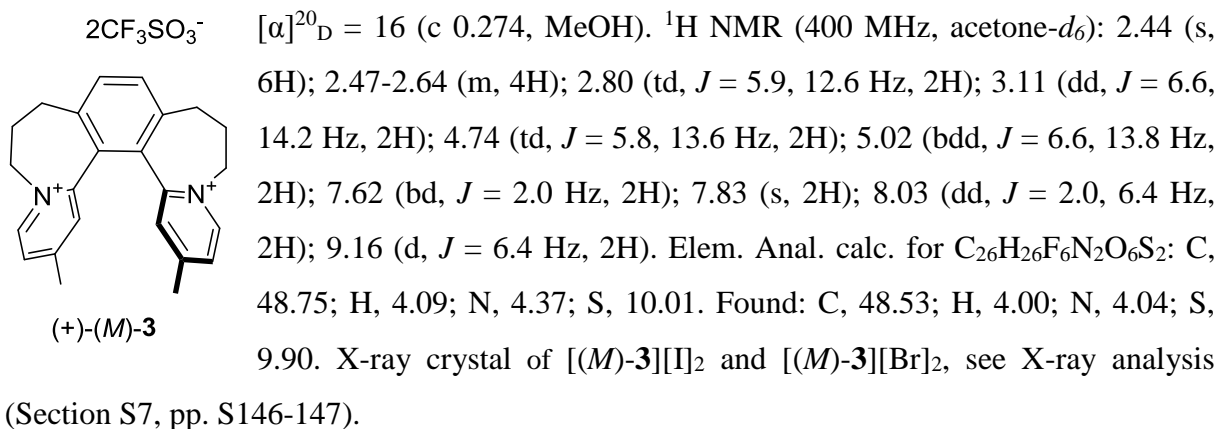 2CF₃SO₃⁻
N⁺
N⁺
(+)-(M)-3
[α]²⁰D = 16 (c 0.274, MeOH). ¹H NMR (400 MHz, acetone-d₆): 2.44 (s,
6H); 2.47-2.64 (m, 4H); 2.80 (td, J = 5.9, 12.6 Hz, 2H); 3.11 (dd, J = 6.6,
14.2 Hz, 2H); 4.74 (td, J = 5.8, 13.6 Hz, 2H); 5.02 (bdd, J = 6.6, 13.8 Hz,
2H); 7.62 (bd, J = 2.0 Hz, 2H); 7.83 (s, 2H); 8.03 (dd, J = 2.0, 6.4 Hz,
2H); 9.16 (d, J = 6.4 Hz, 2H). Elem. Anal. calc. for C₂₆H₂₆F₆N₂O₆S₂: C,
48.75; H, 4.09; N, 4.37; S, 10.01. Found: C, 48.53; H, 4.00; N, 4.04; S,
9.90. X-ray crystal of [(M)-3][I]₂ and [(M)-3][Br]₂, see X-ray analysis
(Section S7, pp. S146-147).